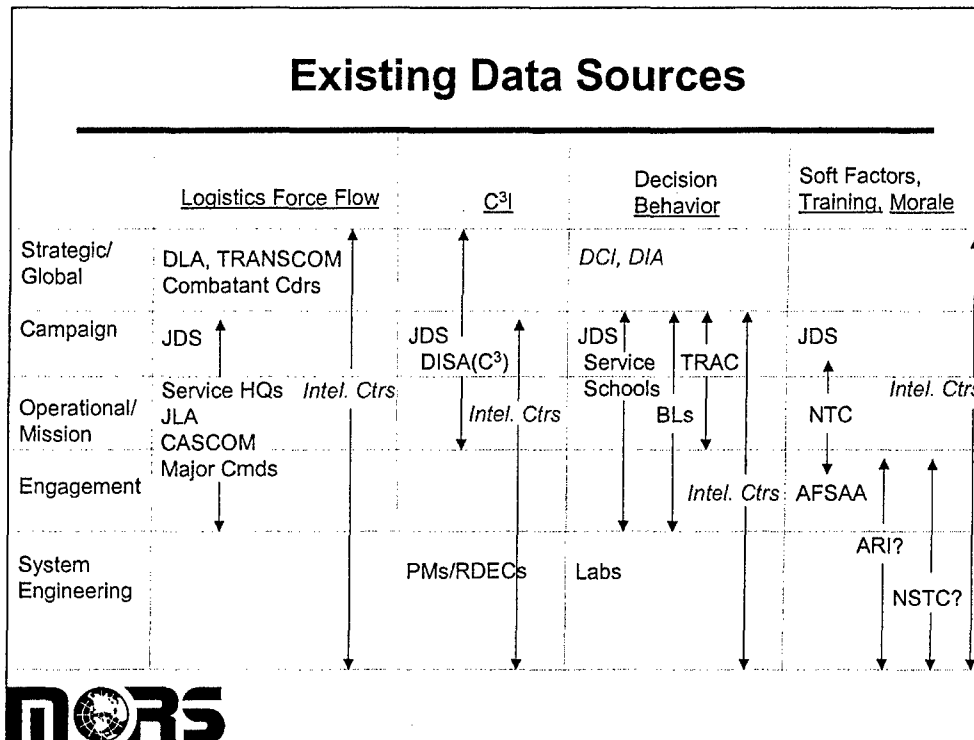 Existing Data Sources
Logistics Force Flow
C³I
Decision
Behavior
Soft Factors,
Training, Morale
Strategic/
Global
DLA, TRANSCOM
Combatant Cdrs
DCI, DIA
Campaign
JDS
JDS
DISA(C³)
JDS
Service
Schools
TRAC
JDS
Operational/
Mission
Service HQs
JLA
CASCOM
Major Cmds
Intel. Ctrs
Intel. Ctrs
BLs
NTC
Intel. Ctrs
Engagement
Intel. Ctrs
AFSAA
ARI?
System
Engineering
PMs/RDECs
Labs
NSTC?
MORS